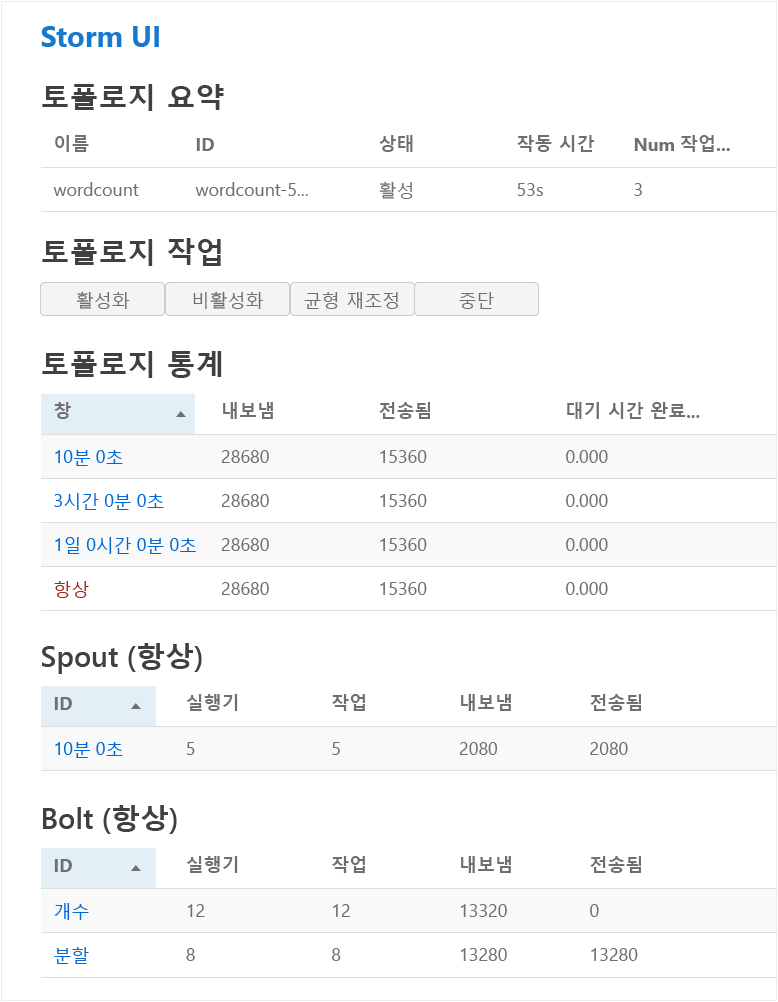 Storm UI
토폴로지 요약
이름 ID 상태 작동 시간 Num 작업...
wordcount wordcount-5... 활성 53s 3
토폴로지 작업
활성화 비활성화 균형 재조정 중단
토폴로지 통계
창 내보냄 전송됨 대기 시간 완료...
10분 0초 28680 15360 0.000
3시간 0분 0초 28680 15360 0.000
1일 0시간 0분 0초 28680 15360 0.000
항상 28680 15360 0.000
Spout (항상)
ID 실행기 작업 내보냄 전송됨
10분 0초 5 5 2080 2080
Bolt (항상)
ID 실행기 작업 내보냄 전송됨
개수 12 12 13320 0
분할 8 8 13280 13280